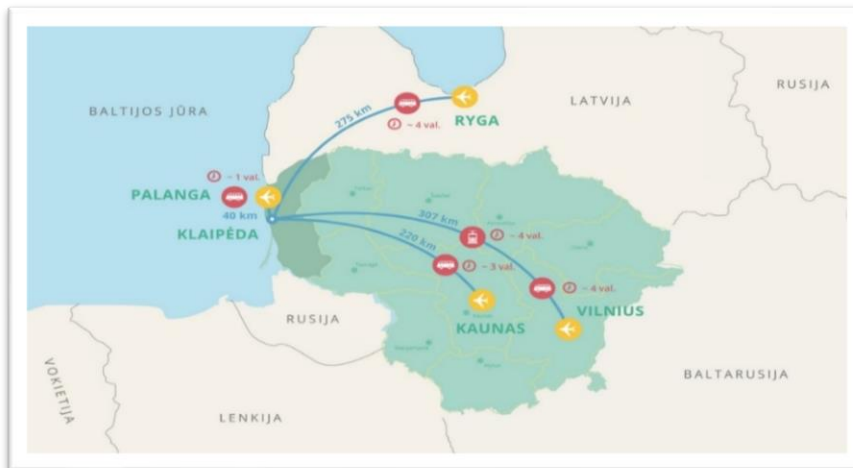 RUSIJA
BALTIJOS JŪRA
LATVIJA
275 km
~ 4 val.
RYGA
~ 1 val.
PALANGA
40 km
KLAIPĖDA
307 km
~ 4 val.
220 km
~ 3 val.
~ 4 val.
VILNIUS
KAUNAS
RUSIJA
BALTARUSIJA
VOKIETIJA
LENKIJA